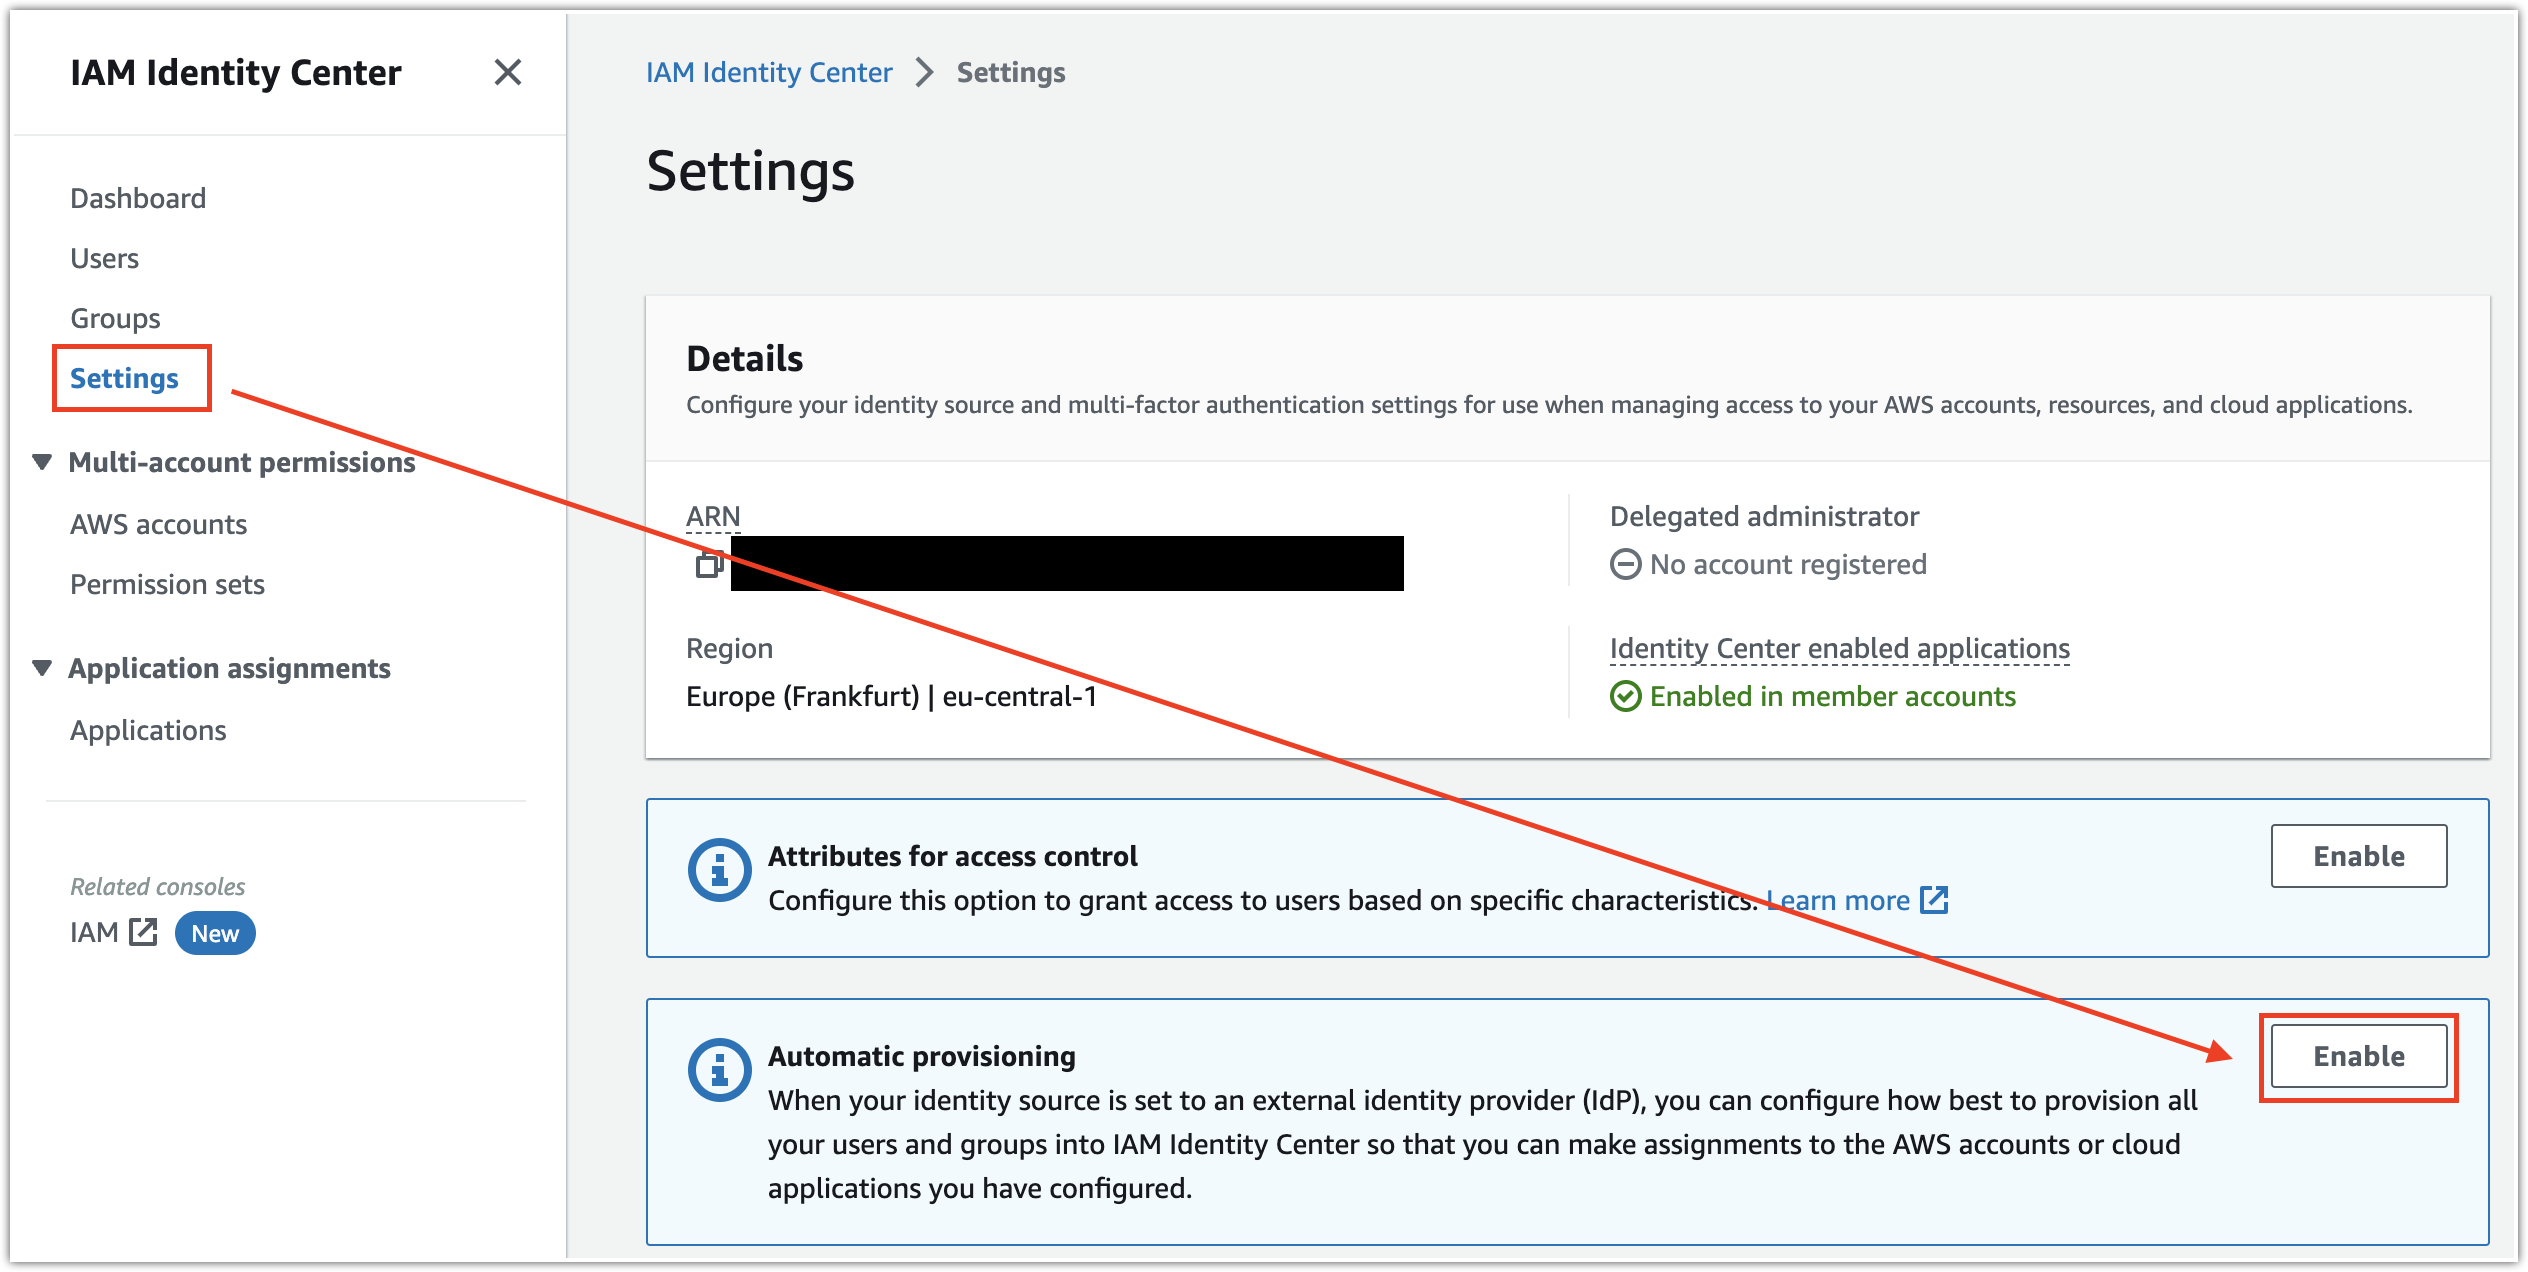 IAM Identity Center
Dashboard
Users
Groups
Settings
Multi-account permissions
AWS accounts
Permission sets
Application assignments
Applications
Related consoles
IAM New
IAM Identity Center Settings
Settings
Details
Configure your identity source and multi-factor authentication settings for use when managing access to your AWS accounts, resources, and cloud applications.
ARN
Delegated administrator
No account registered
Region
Europe (Frankfurt) | eu-central-1
Identity Center enabled applications
Enabled in member accounts
Attributes for access control
Configure this option to grant access to users based on specific characteristics. Learn more
Enable
Automatic provisioning
When your identity source is set to an external identity provider (IdP), you can configure how best to provision all
your users and groups into IAM Identity Center so that you can make assignments to the AWS accounts or cloud
applications you have configured.
Enable